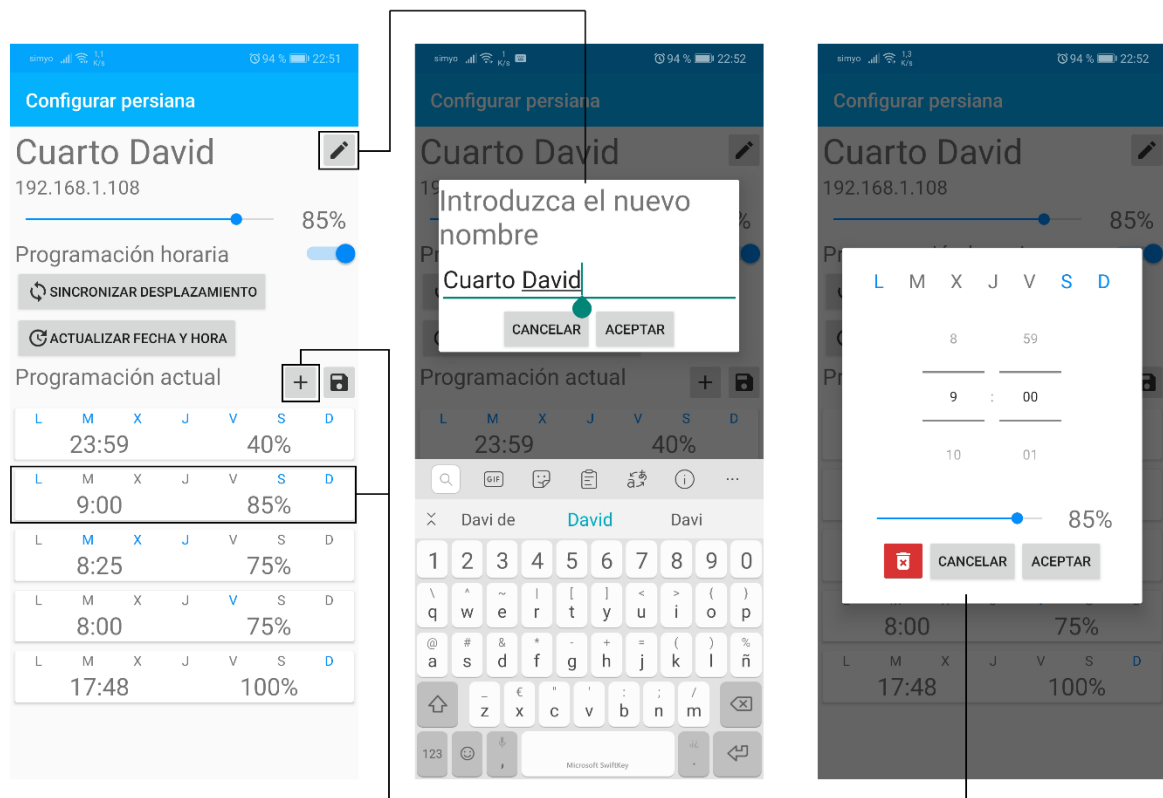 simyo 1,1 K/s 94 % 22:51
Configurar persiana
Cuarto David
192.168.1.108
85%
Programación horaria
SINCRONIZAR DESPLAZAMIENTO
ACTUALIZAR FECHA Y HORA
Programación actual
L M X J V S D
23:59 40%
L M X J V S D
9:00 85%
L M X J V S D
8:25 75%
L M X J V S D
8:00 75%
L M X J V S D
17:48 100%
simyo 1 K/s 94 % 22:52
Configurar persiana
Cuarto David
19
Introduzca el nuevo
nombre
%
Cuarto David
CANCELAR ACEPTAR
Programación actual
L M X J V S D
23:59 40%
GIF
Davi de David Davi
1 2 3 4 5 6 7 8 9 0
\ ^ ~ | [ ] < > { }
q w e r t y u i o p
@ # & * - + = ( ) %
a s d f g h j k l ñ
_ € " ' : ; /
z x c v b n m
123 , Microsoft SwiftKey .
simyo 1,3 K/s 94 % 22:52
Configurar persiana
Cuarto David
192.168.1.108
85%
Pr
L M X J V S D
8 59
9 : 00
10 01
Pr
85%
CANCELAR ACEPTAR
8:00 75%
L M X J V S D
17:48 100%